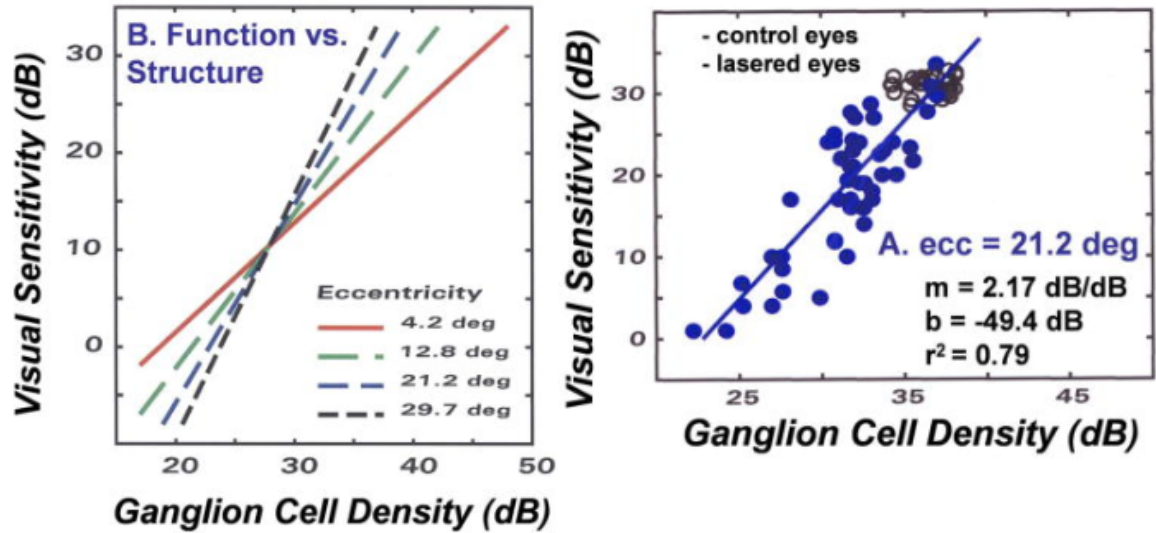 B. Function vs.
Structure
Visual Sensitivity (dB)
30
20
10
0
Eccentricity
4.2 deg
12.8 deg
21.2 deg
29.7 deg
20
30
40
50
Ganglion Cell Density (dB)
- control eyes
- lasered eyes
Visual Sensitivity (dB)
30
20
10
0
A. ecc = 21.2 deg
m = 2.17 dB/dB
b = -49.4 dB
r² = 0.79
25
35
45
Ganglion Cell Density (dB)